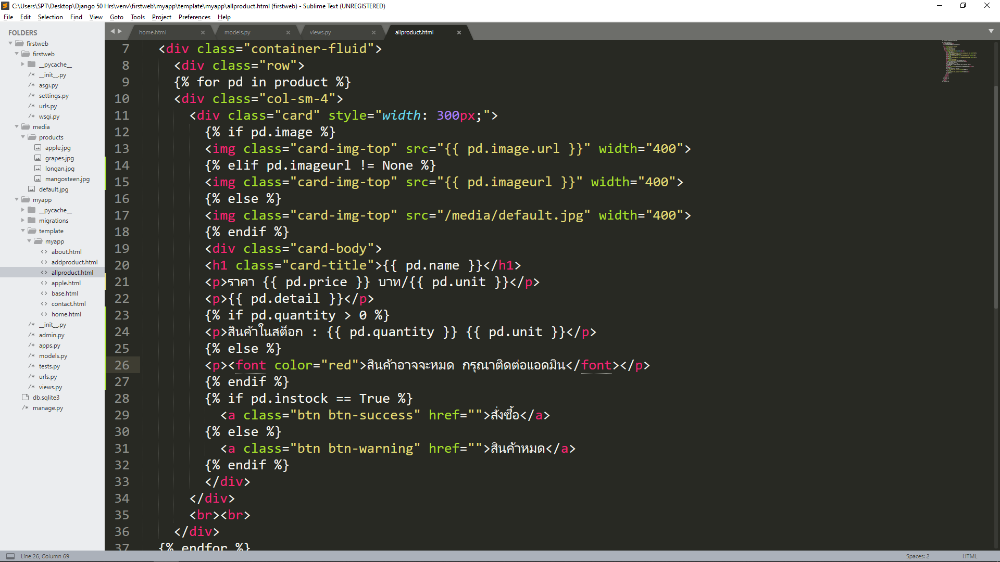 C:\Users\SPT\Desktop\Django 50 Hrs\venv\firstweb\myapp\template\myapp\allproduct.html (firstweb) - Sublime Text (UNREGISTERED)
File Edit Selection Find View Goto Tools Project Preferences Help
FOLDERS
firstweb
firstweb
__pycache__
/* __init__.py
/* asgi.py
/* settings.py
/* urls.py
/* wsgi.py
media
products
apple.jpg
grapes.jpg
longan.jpg
mangosteen.jpg
default.jpg
myapp
__pycache__
migrations
template
myapp
<> about.html
<> addproduct.html
<> allproduct.html
<> apple.html
<> base.html
<> contact.html
<> home.html
/* __init__.py
/* admin.py
/* apps.py
/* models.py
/* tests.py
/* urls.py
/* views.py
db.sqlite3
/* manage.py
home.html × models.py × views.py × allproduct.html ×
7 <div class="container-fluid">
8 <div class="row">
9 {% for pd in product %}
10 <div class="col-sm-4">
11 <div class="card" style="width: 300px;">
12 {% if pd.image %}
13 <img class="card-img-top" src="{{ pd.image.url }}" width="400">
14 {% elif pd.imageurl != None %}
15 <img class="card-img-top" src="{{ pd.imageurl }}" width="400">
16 {% else %}
17 <img class="card-img-top" src="/media/default.jpg" width="400">
18 {% endif %}
19 <div class="card-body">
20 <h1 class="card-title">{{ pd.name }}</h1>
21 <p>ราคา {{ pd.price }} บาท/{{ pd.unit }}</p>
22 <p>{{ pd.detail }}</p>
23 {% if pd.quantity > 0 %}
24 <p>สินค้าในสต็อก : {{ pd.quantity }} {{ pd.unit }}</p>
25 {% else %}
26 <p><font color="red">สินค้าอาจจะหมด กรุณาติดต่อแอดมิน</font></p>
27 {% endif %}
28 {% if pd.instock == True %}
29 <a class="btn btn-success" href="">สั่งซื้อ</a>
30 {% else %}
31 <a class="btn btn-warning" href="">สินค้าหมด</a>
32 {% endif %}
33 </div>
34 </div>
35 <br><br>
36 </div>
37 {% endfor %}
Line 26, Column 69 Spaces: 2 HTML